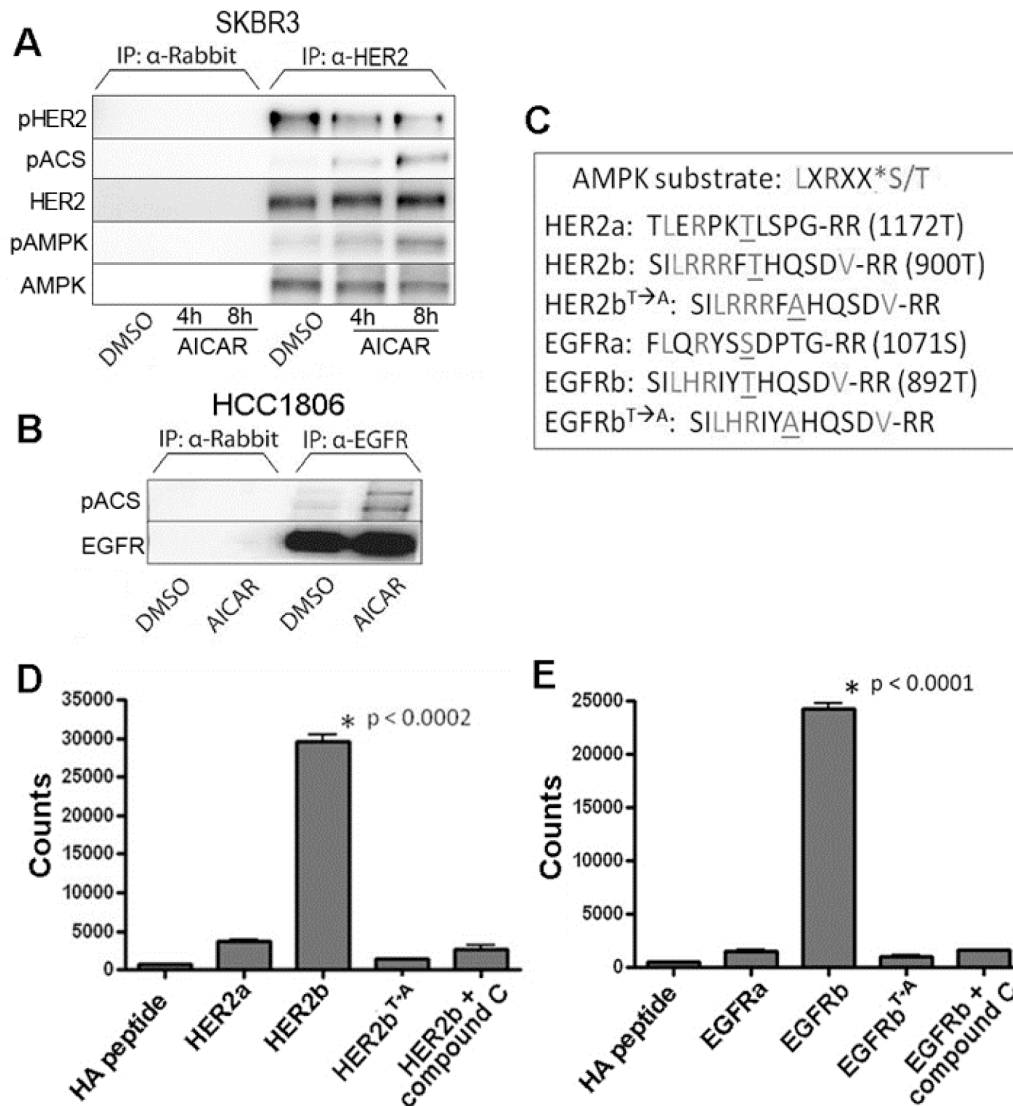 A
SKBR3
IP: α-Rabbit IP: α-HER2
pHER2
pACS
HER2
pAMPK
AMPK
DMSO 4h 8h DMSO 4h 8h
AICAR AICAR
B
HCC1806
IP: α-Rabbit IP: α-EGFR
pACS
EGFR
DMSO AICAR DMSO AICAR
C
AMPK substrate: LXRXX*S/T
HER2a: TLERPKTLSPG-RR (1172T)
HER2b: SILRRRFTHQSDV-RR (900T)
HER2bT→A: SILRRRFAHQSDV-RR
EGFRa: FLQRYSSDPTG-RR (1071S)
EGFRb: SILHRIYTHQSDV-RR (892T)
EGFRbT→A: SILHRIYAHQSDV-RR
D
Counts
35000
30000
25000
20000
15000
10000
5000
0
* p < 0.0002
HA peptide
HER2a
HER2b
HER2bT→A
HER2b +
compound C
E
Counts
25000
20000
15000
10000
5000
0
* p < 0.0001
HA peptide
EGFRa
EGFRb
EGFRbT→A
EGFRb +
compound C